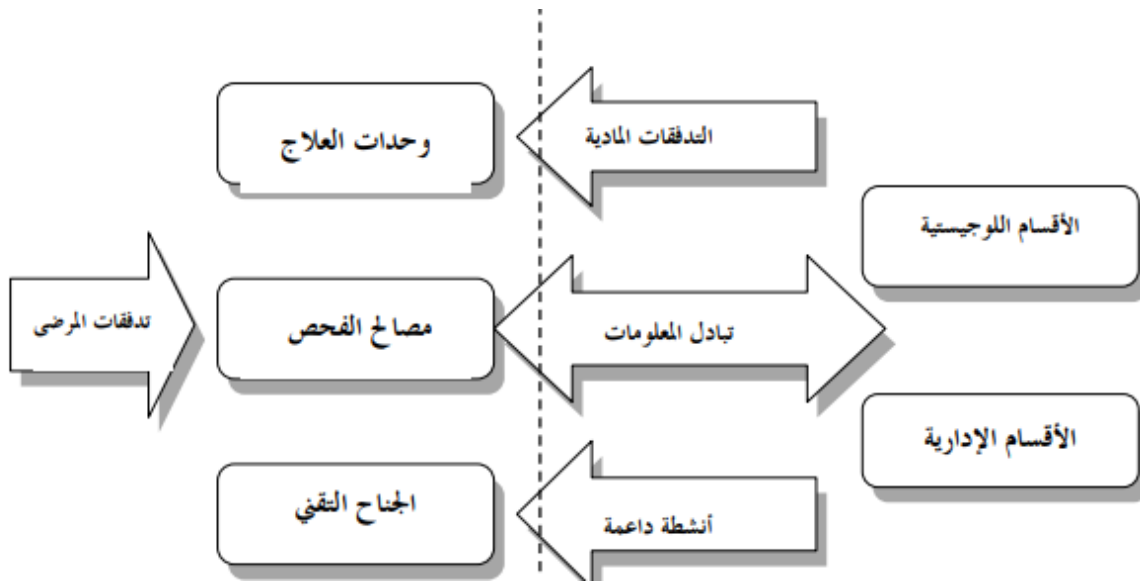 وحدات العلاج
التدفقات المادية
الأقسام اللوجيستية
تدفقات المرضى
مصالح الفحص
تبادل المعلومات
الأقسام الإدارية
الجناح التقني
أنشطة داعمة